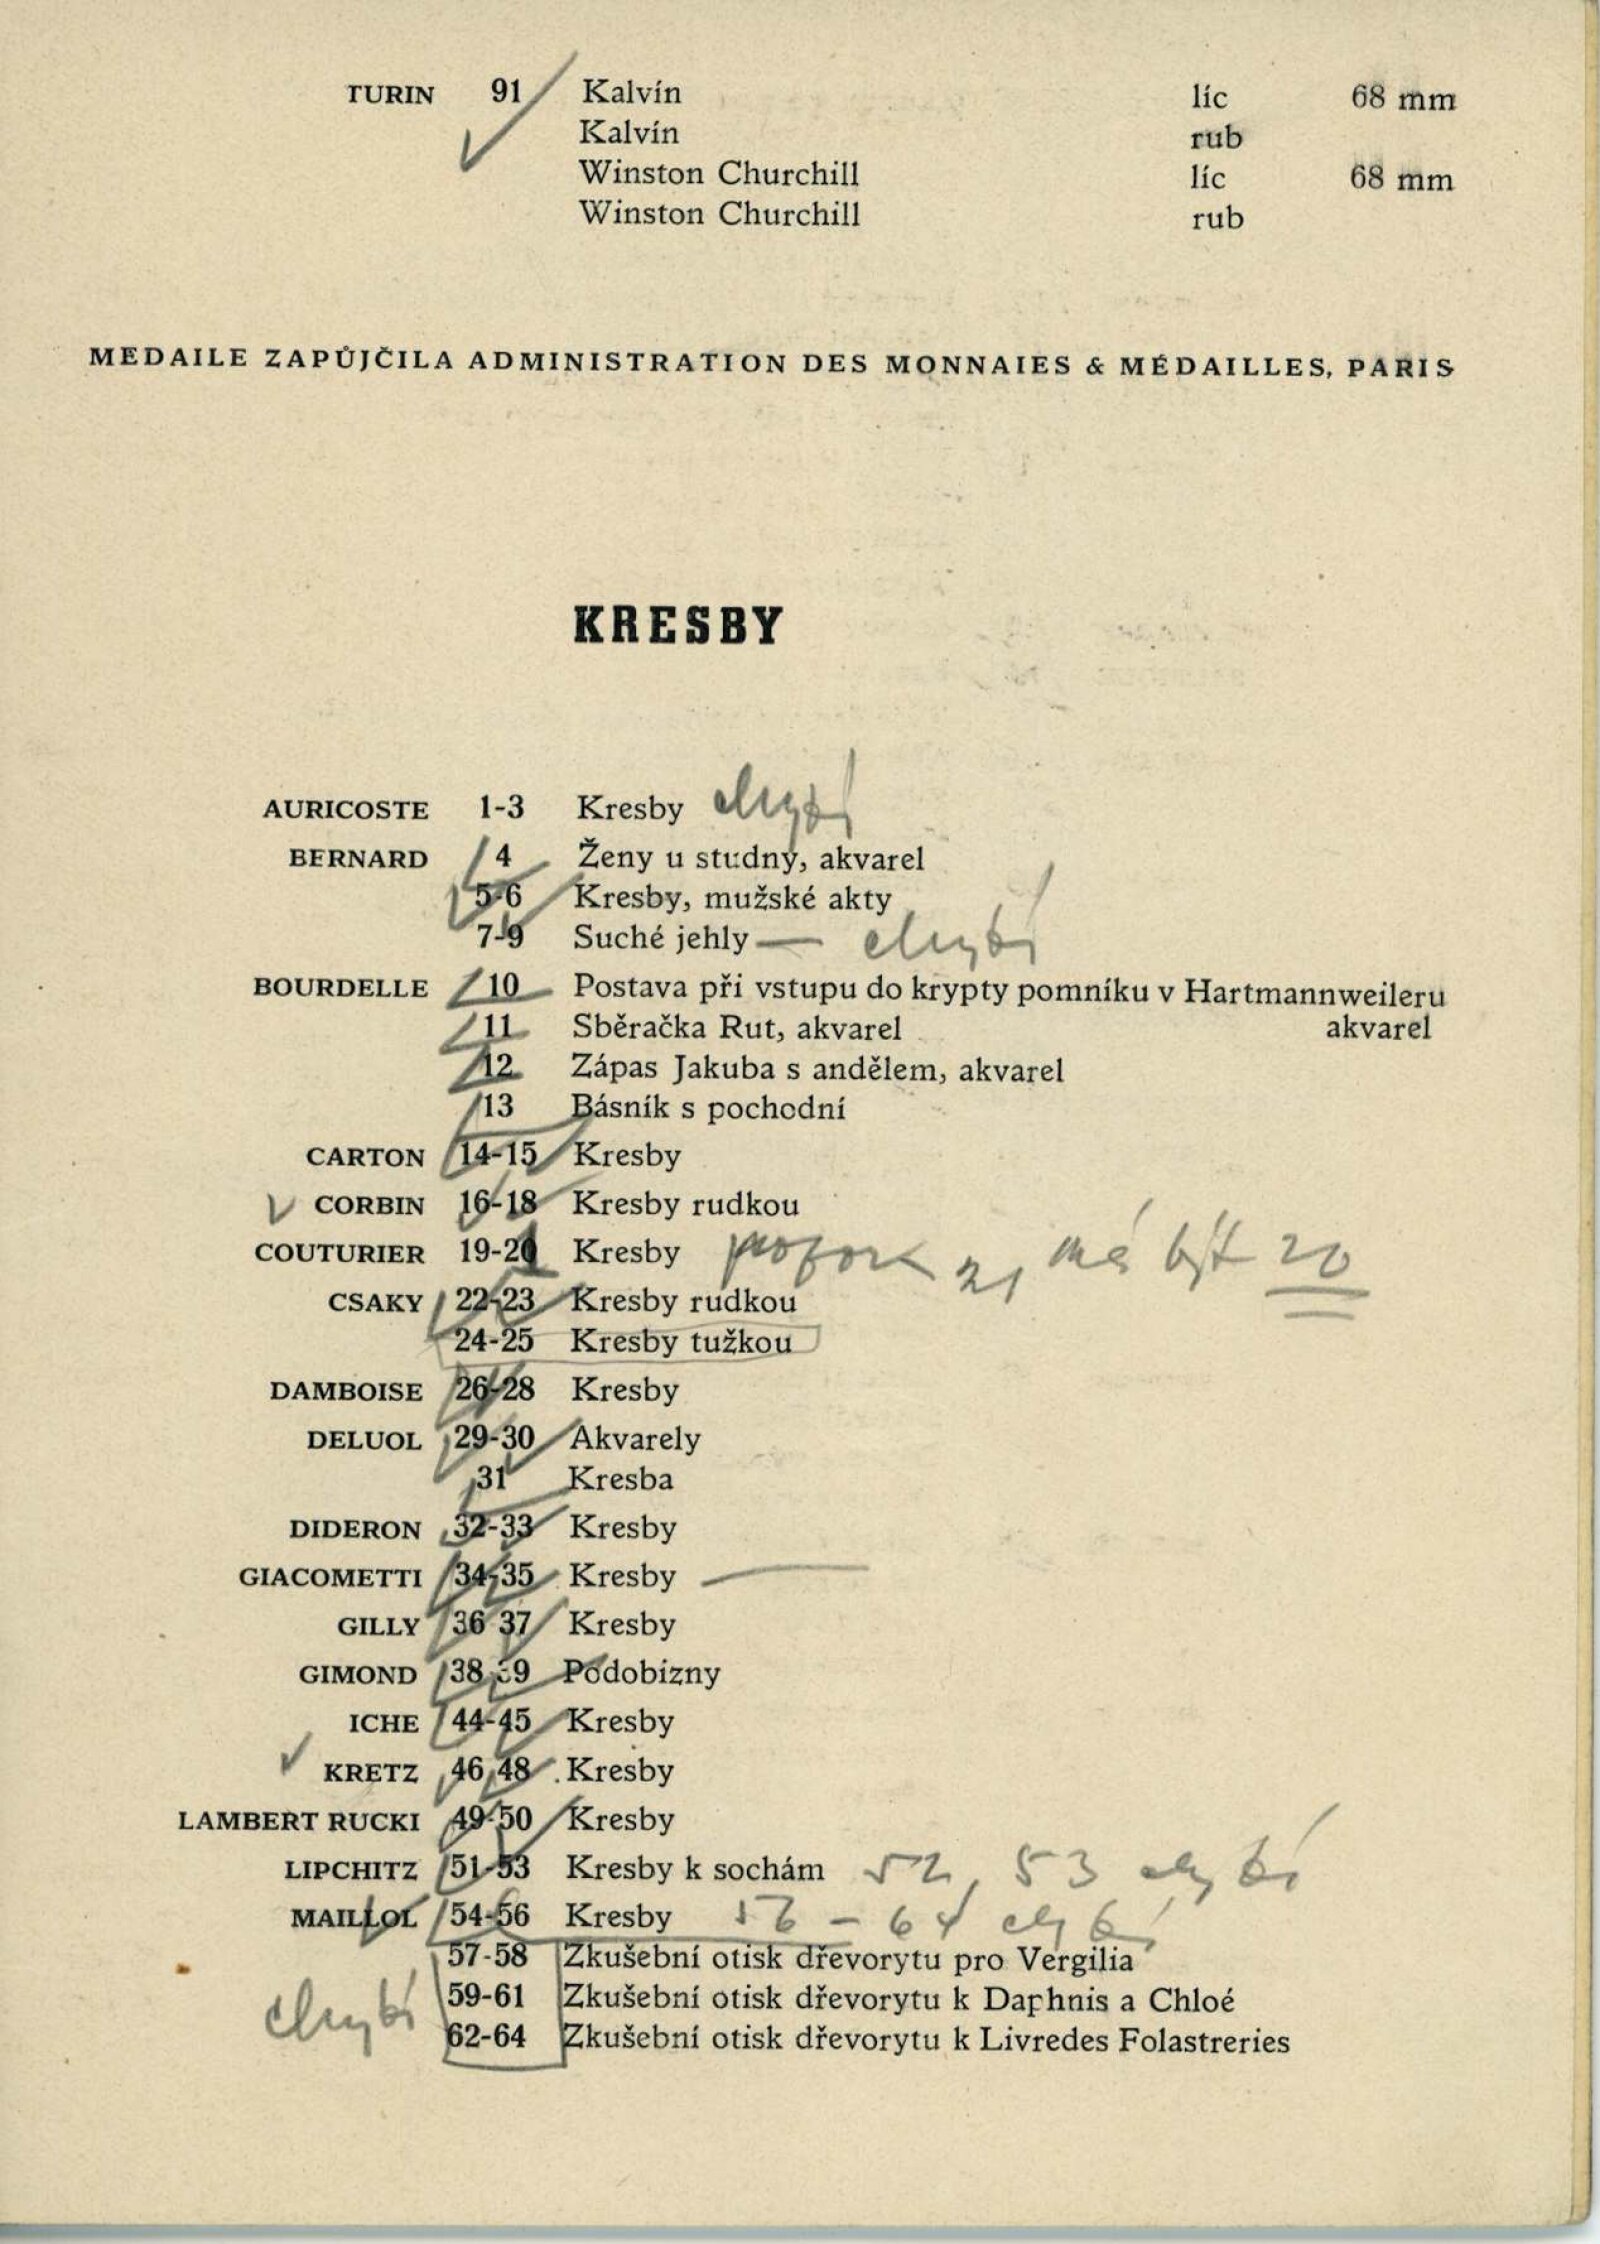 TURIN 91 Kalvín líc 68 mm
Kalvín rub
Winston Churchill líc 68 mm
Winston Churchill rub
MEDAILE ZAPŮJČILA ADMINISTRATION DES MONNAIES & MÉDAILLES, PARIS
KRESBY
AURICOSTE 1-3 Kresby chybí
BERNARD 4 Ženy u studny, akvarel
5-6 Kresby, mužské akty
7-9 Suché jehly — chybí
BOURDELLE 10 Postava při vstupu do krypty pomníku v Hartmannweileru
akvarel
11 Sběračka Rut, akvarel
12 Zápas Jakuba s andělem, akvarel
13 Básník s pochodní
CARTON 14-15 Kresby
CORBIN 16-18 Kresby rudkou
COUTURIER 19-21 Kresby pozor 21 má být 20
CSAKY 22-23 Kresby rudkou
24-25 Kresby tužkou
DAMBOISE 26-28 Kresby
DELUOL 29-30 Akvarely
31 Kresba
DIDERON 32-33 Kresby
GIACOMETTI 34-35 Kresby
GILLY 36 37 Kresby
GIMOND 38-39 Podobizny
ICHE 44-45 Kresby
KRETZ 46-48 Kresby
LAMBERT RUCKI 49-50 Kresby
LIPCHITZ 51-53 Kresby k sochám 52, 53 chybí
MAILLOL 54-56 Kresby 56 - 64 chybí
57-58 Zkušební otisk dřevorytu pro Vergilia
59-61 Zkušební otisk dřevorytu k Daphnis a Chloé
chybí
62-64 Zkušební otisk dřevorytu k Livredes Folastreries